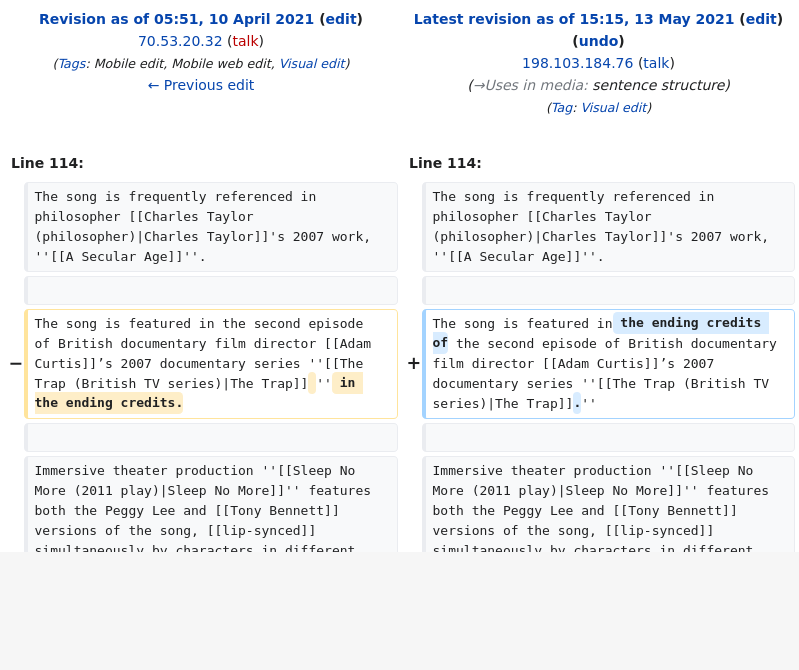 Revision as of 05:51, 10 April 2021 (edit)
70.53.20.32 (talk)
(Tags: Mobile edit, Mobile web edit, Visual edit)
← Previous edit
Latest revision as of 15:15, 13 May 2021 (edit)
(undo)
198.103.184.76 (talk)
(→Uses in media: sentence structure)
(Tag: Visual edit)
Line 114:
The song is frequently referenced in
philosopher [[Charles Taylor
(philosopher)|Charles Taylor]]'s 2007 work,
''[[A Secular Age]]''.
−
The song is featured in the second episode
of British documentary film director [[Adam
Curtis]]’s 2007 documentary series ''[[The
Trap (British TV series)|The Trap]] '' in
the ending credits.
Immersive theater production ''[[Sleep No
More (2011 play)|Sleep No More]]'' features
both the Peggy Lee and [[Tony Bennett]]
versions of the song, [[lip-synced]]
simultaneously by characters in different
Line 114:
The song is frequently referenced in
philosopher [[Charles Taylor
(philosopher)|Charles Taylor]]'s 2007 work,
''[[A Secular Age]]''.
+
The song is featured in the ending credits
of the second episode of British documentary
film director [[Adam Curtis]]’s 2007
documentary series ''[[The Trap (British TV
series)|The Trap]].''
Immersive theater production ''[[Sleep No
More (2011 play)|Sleep No More]]'' features
both the Peggy Lee and [[Tony Bennett]]
versions of the song, [[lip-synced]]
simultaneously by characters in different